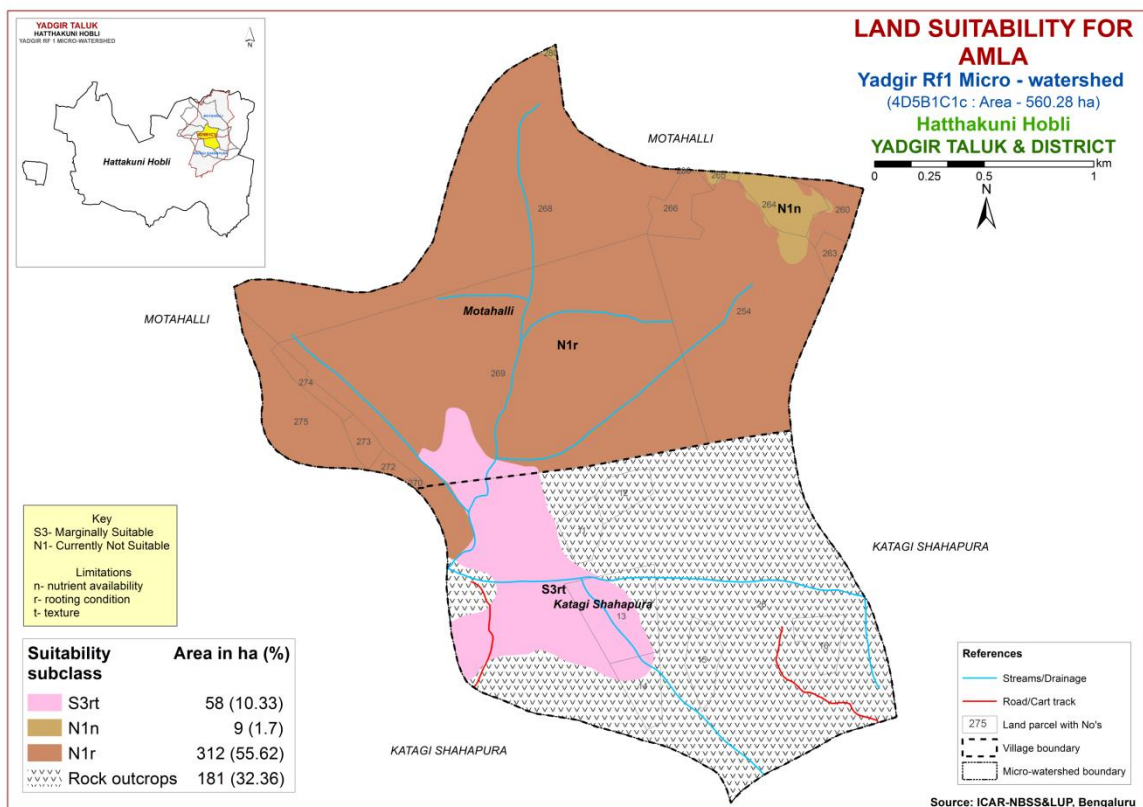 YADGIR TALUK
HATTHAKUNI HOBLI
YADGIR RF 1 MICRO-WATERSHED
N
Hattakuni Hobli
LAND SUITABILITY FOR
AMLA
Yadgir Rf1 Micro - watershed
(4D5B1C1c : Area - 560.28 ha)
Hatthakuni Hobli
YADGIR TALUK & DISTRICT
km
0 0.25 0.5 1
N
MOTAHALLI
268
266
265
264
N1n
260
263
MOTAHALLI
Motahalli
254
N1r
269
274
275
273
272
270
12
11
KATAGI SHAHAPURA
S3rt
Katagi Shahapura
13
15
16
14
KATAGI SHAHAPURA
Key
S3- Marginally Suitable
N1- Currently Not Suitable
Limitations
n- nutrient availability
r- rooting condition
t- texture
Suitability subclass Area in ha (%)
S3rt 58 (10.33)
N1n 9 (1.7)
N1r 312 (55.62)
Rock outcrops 181 (32.36)
References
Streams/Drainage
Road/Cart track
275 Land parcel with No's
Village boundary
Micro-watershed boundary
Source: ICAR-NBSS&LUP, Bengaluru